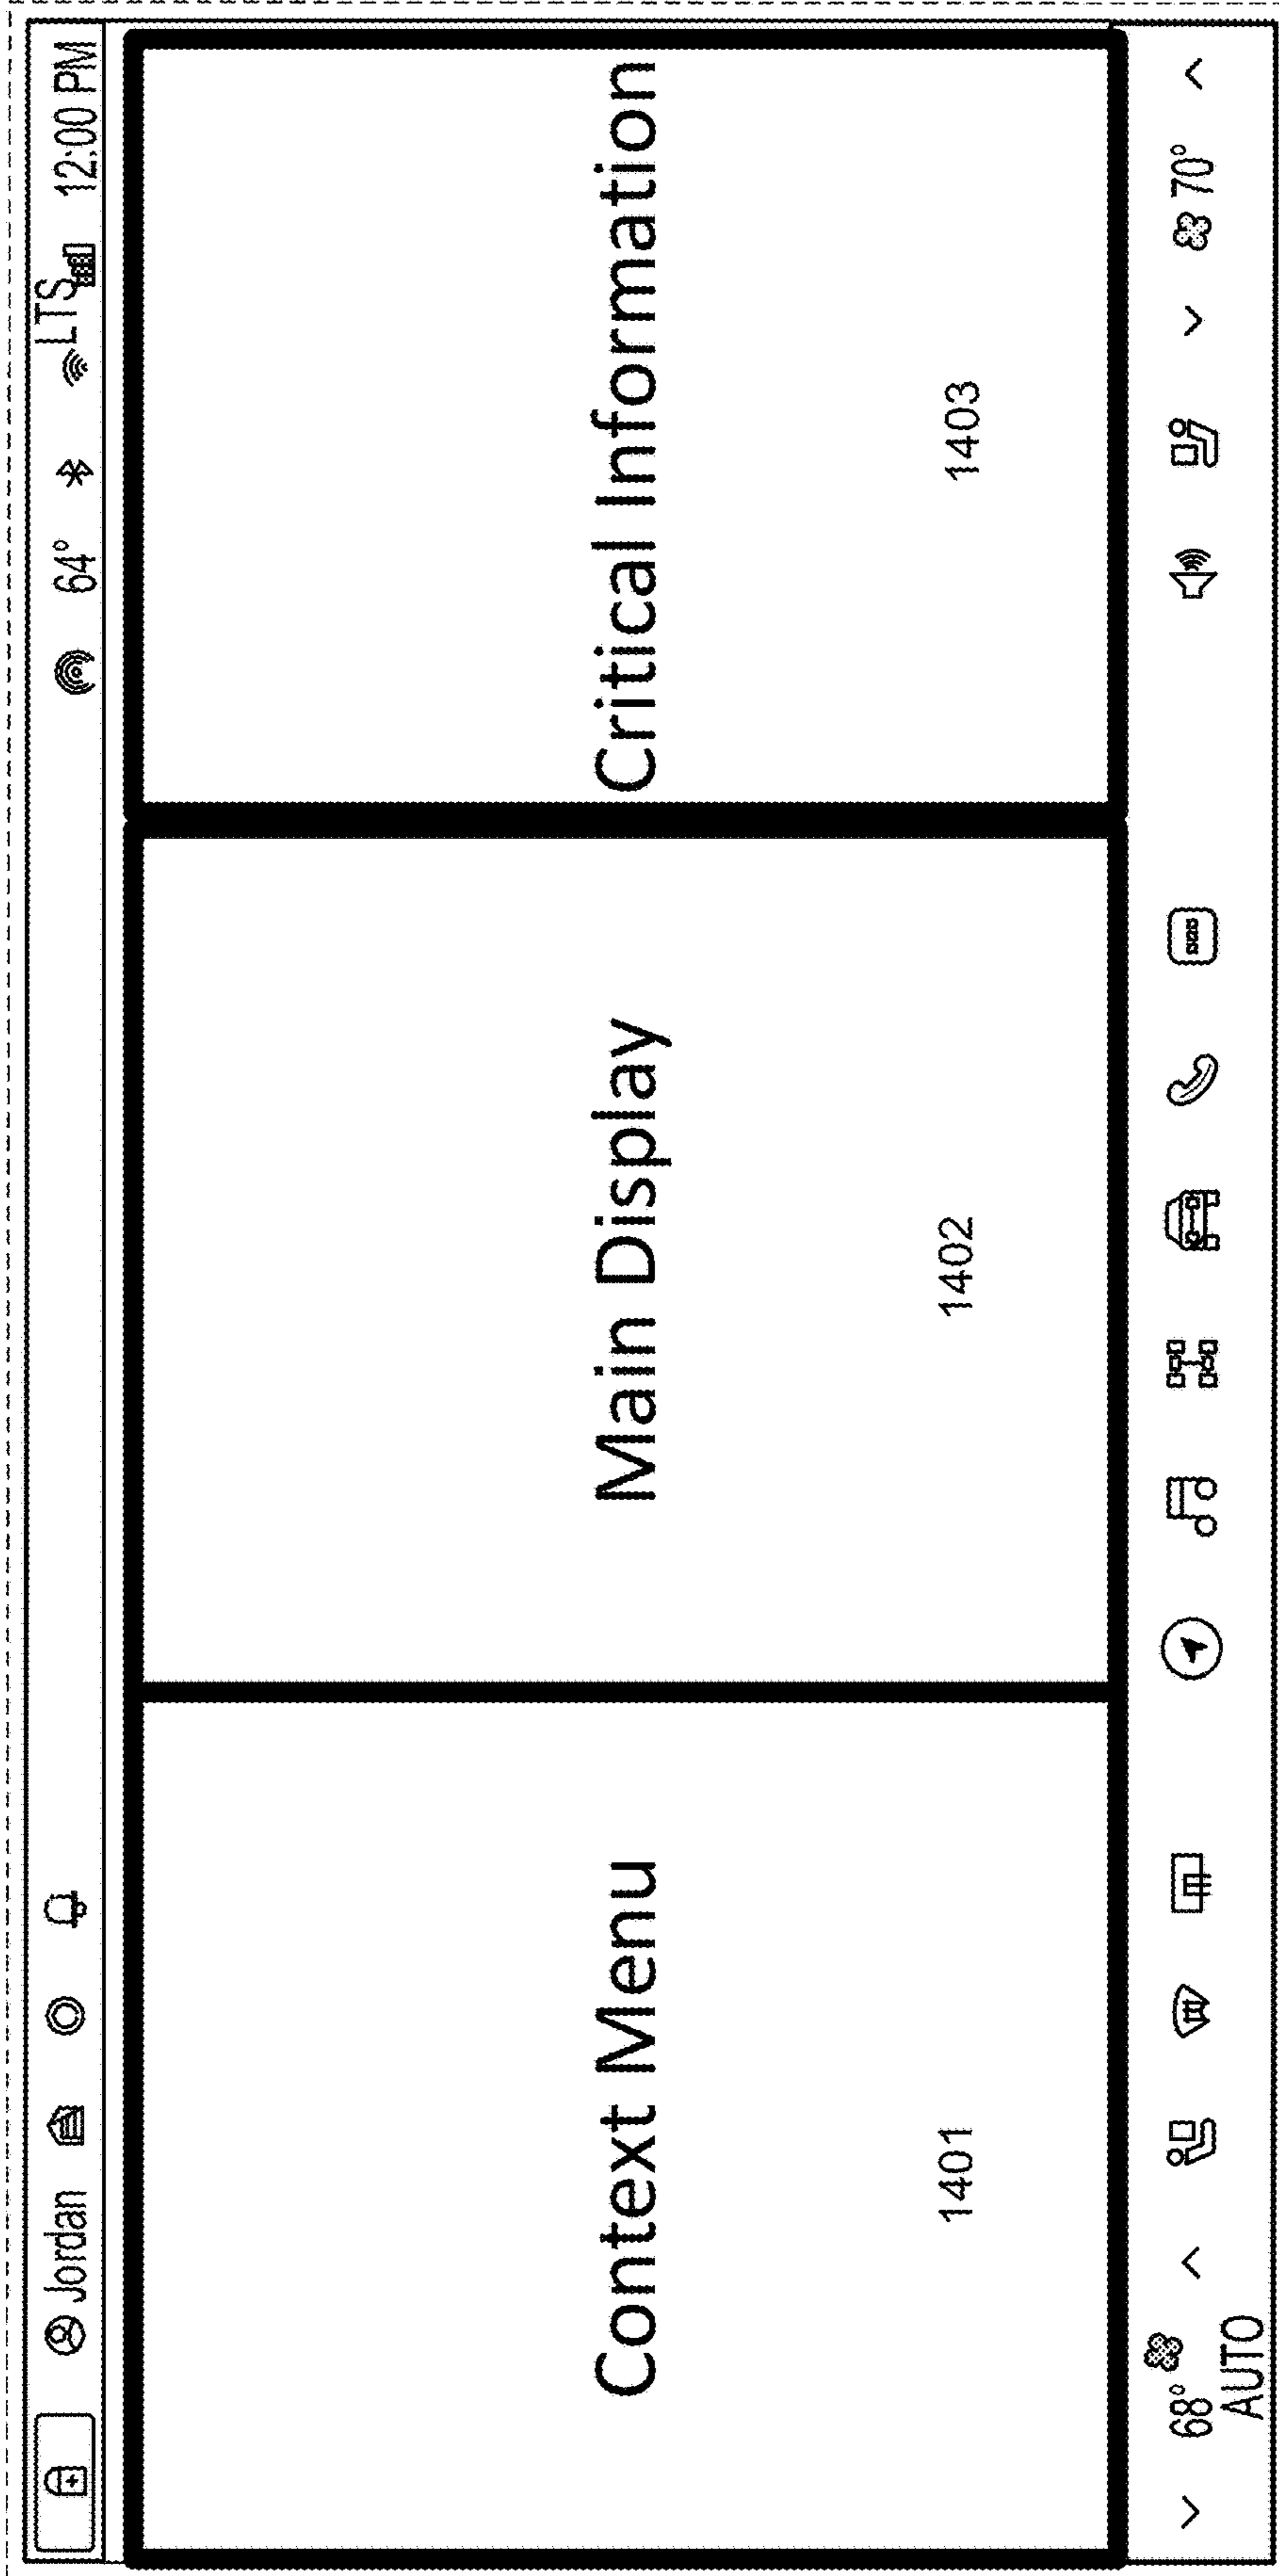 Jordan
64°
LTS
12:00 PM
Context Menu
Main Display
Critical Information
1401
1402
1403
68°
AUTO
70°